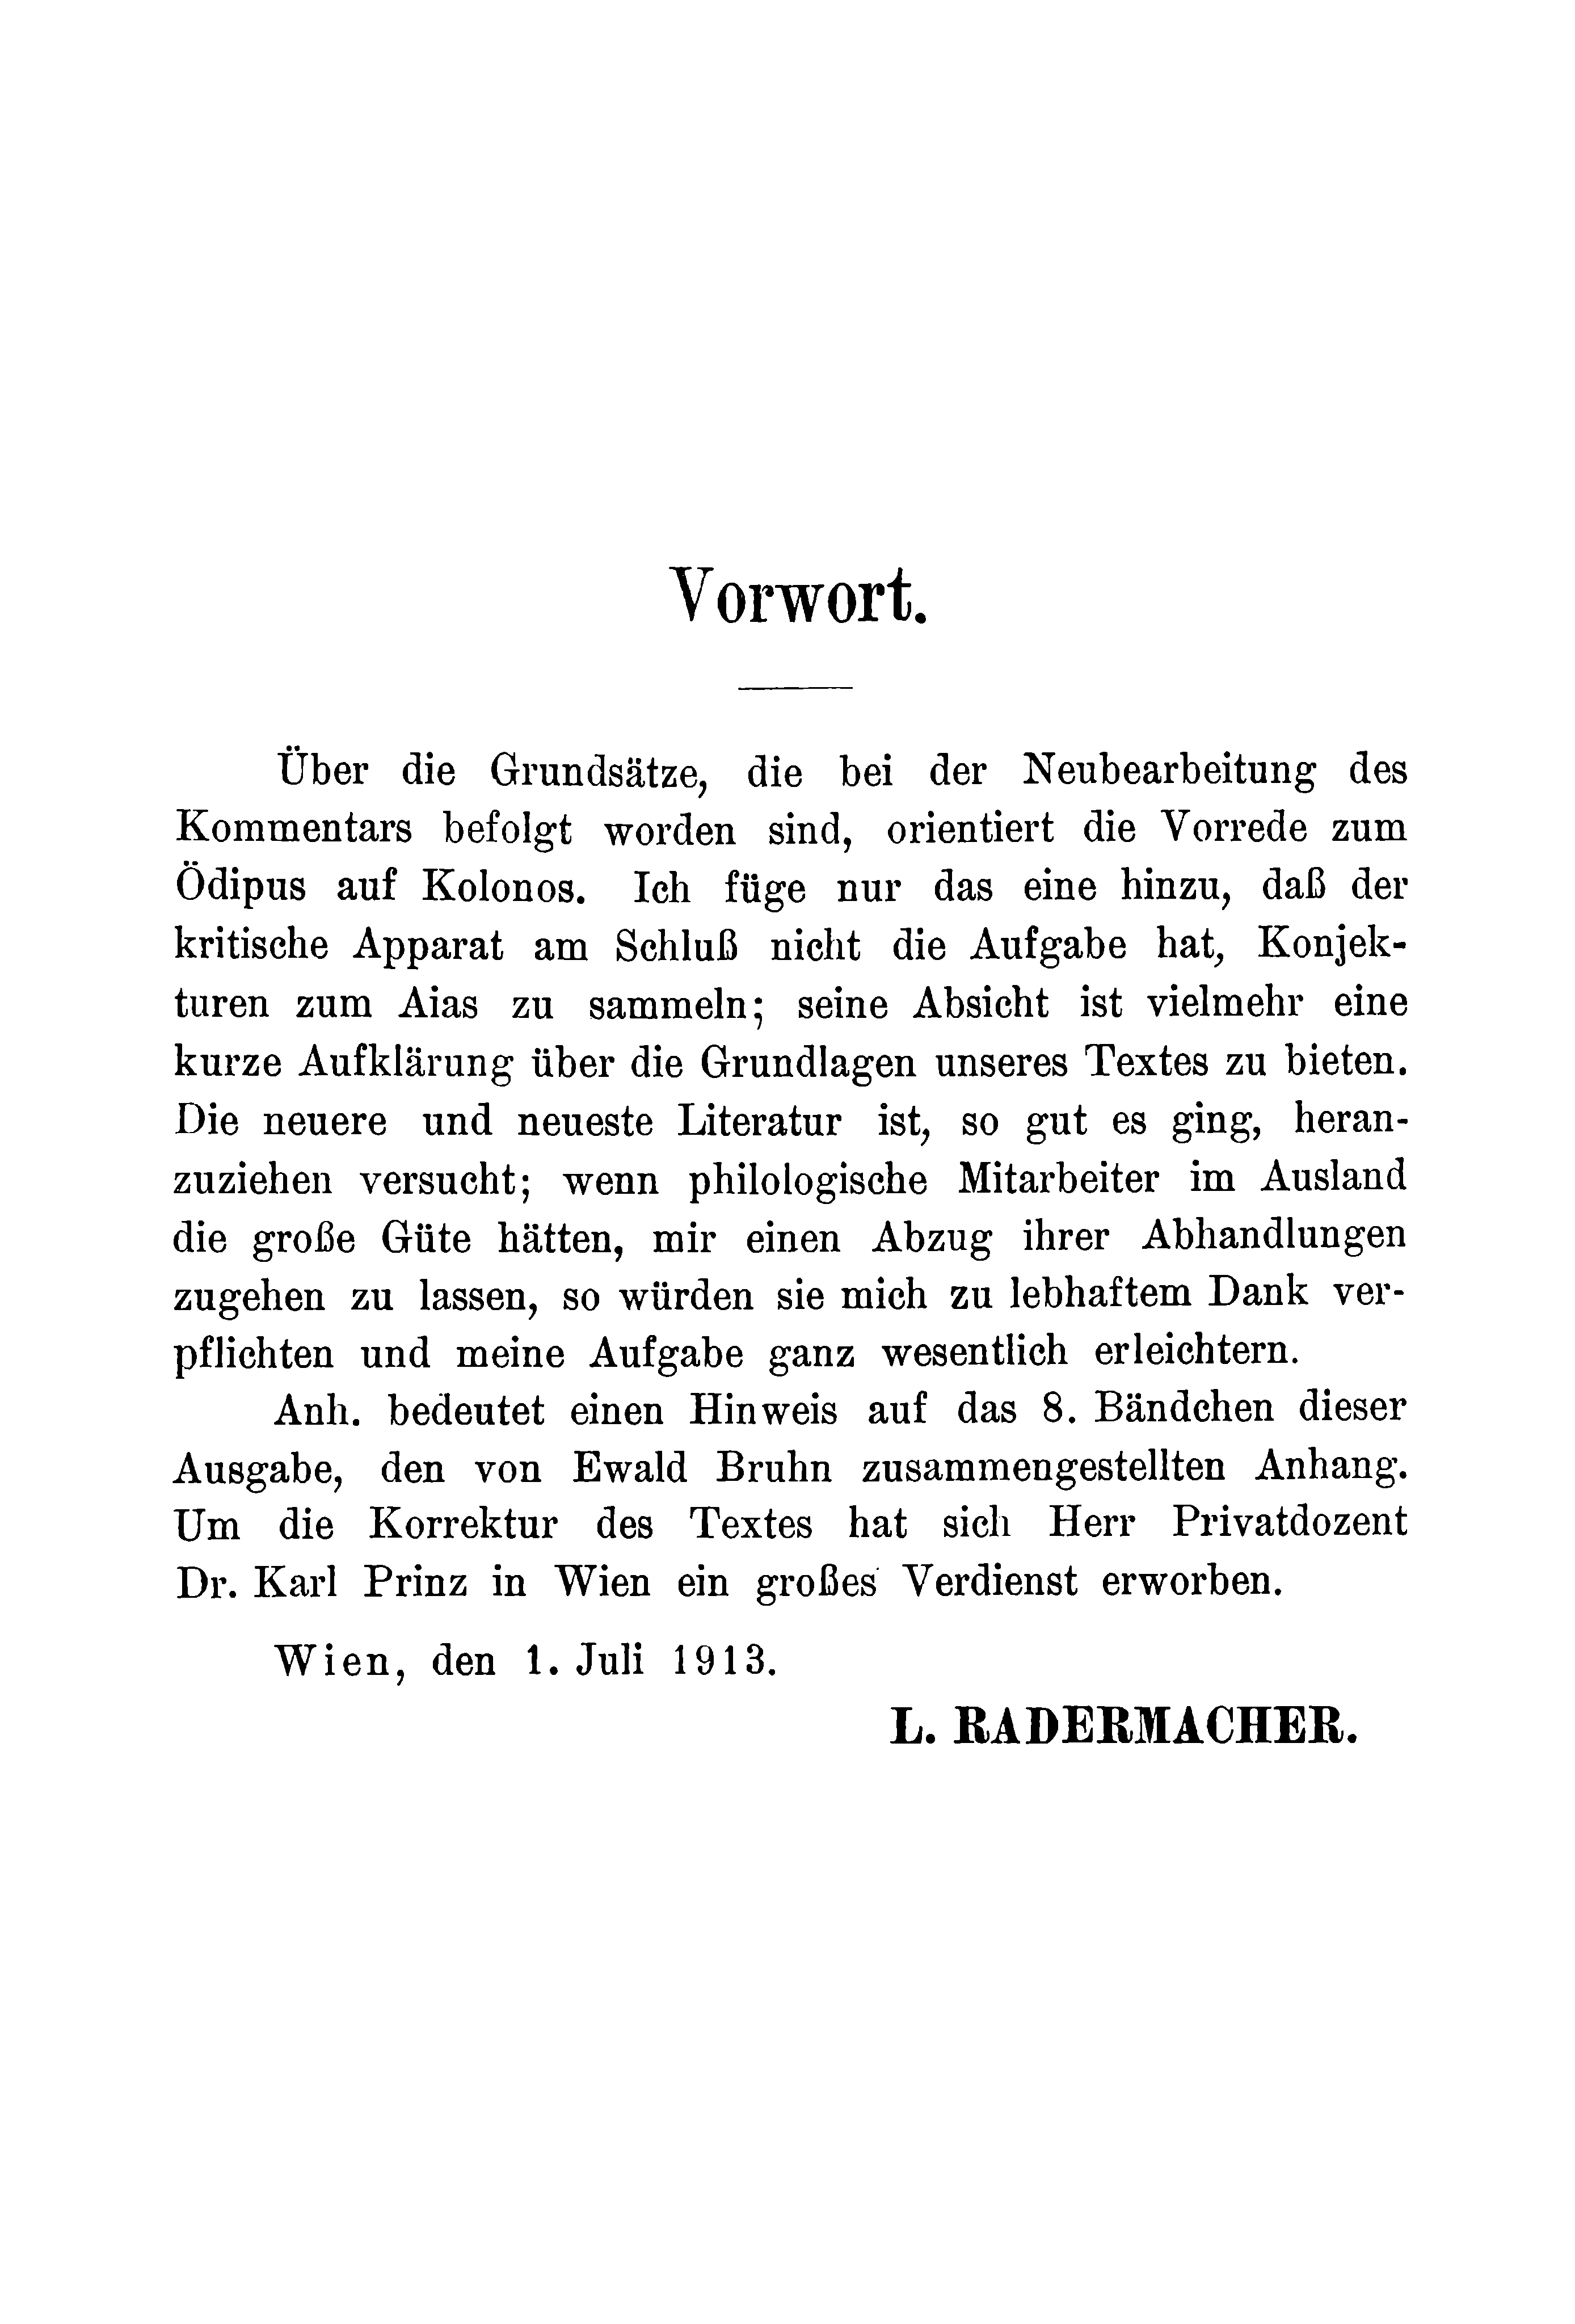 Vorwort.
Über die Grundsätze, die bei der Neubearbeitung des
Kommentars befolgt worden sind, orientiert die Vorrede zum
Ödipus auf Kolonos. Ich füge nur das eine hinzu, daß der
kritische Apparat am Schluß nicht die Aufgabe hat, Konjek-
turen zum Aias zu sammeln; seine Absicht ist vielmehr eine
kurze Aufklärung über die Grundlagen unseres Textes zu bieten.
Die neuere und neueste Literatur ist, so gut es ging, heran-
zuziehen versucht; wenn philologische Mitarbeiter im Ausland
die große Güte hätten, mir einen Abzug ihrer Abhandlungen
zugehen zu lassen, so würden sie mich zu lebhaftem Dank ver-
pflichten und meine Aufgabe ganz wesentlich erleichtern.
Anh. bedeutet einen Hinweis auf das 8. Bändchen dieser
Ausgabe, den von Ewald Bruhn zusammengestellten Anhang.
Um die Korrektur des Textes hat sich Herr Privatdozent
Dr. Karl Prinz in Wien ein großes Verdienst erworben.
Wien, den 1. Juli 1913.
L. RADERMACHER.